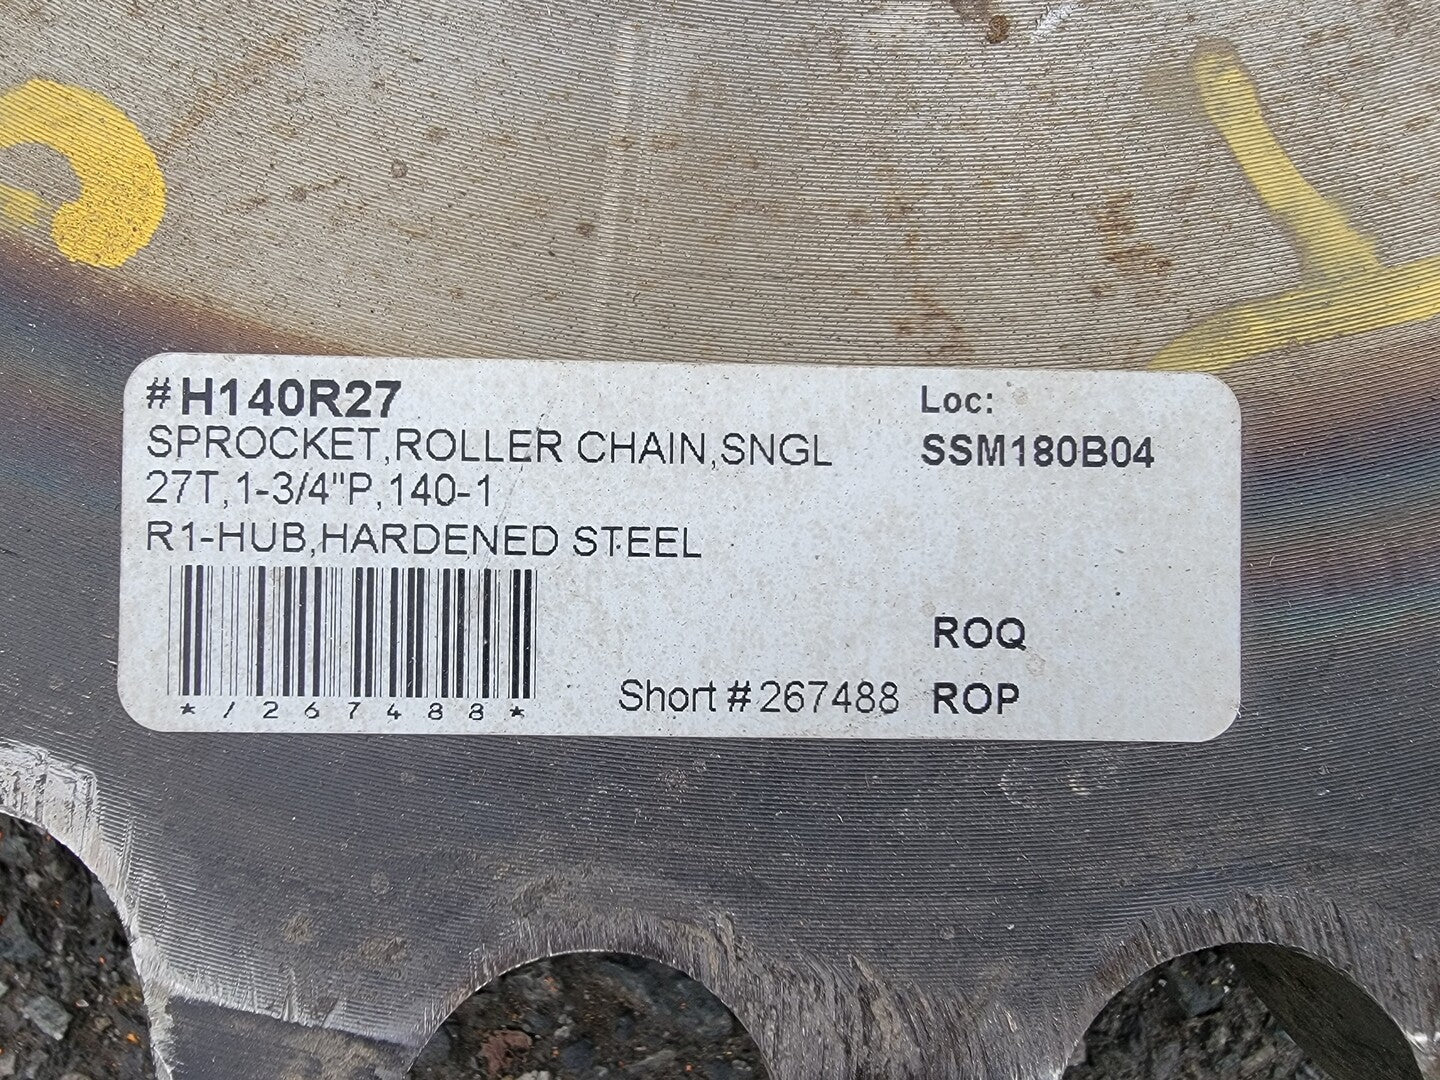 #H140R27
SPROCKET,ROLLER CHAIN,SNGL
27T,1-3/4"P,140-1
R1-HUB,HARDENED STEEL
*/267488*
Short # 267488
Loc:
SSM180B04
ROQ
ROP